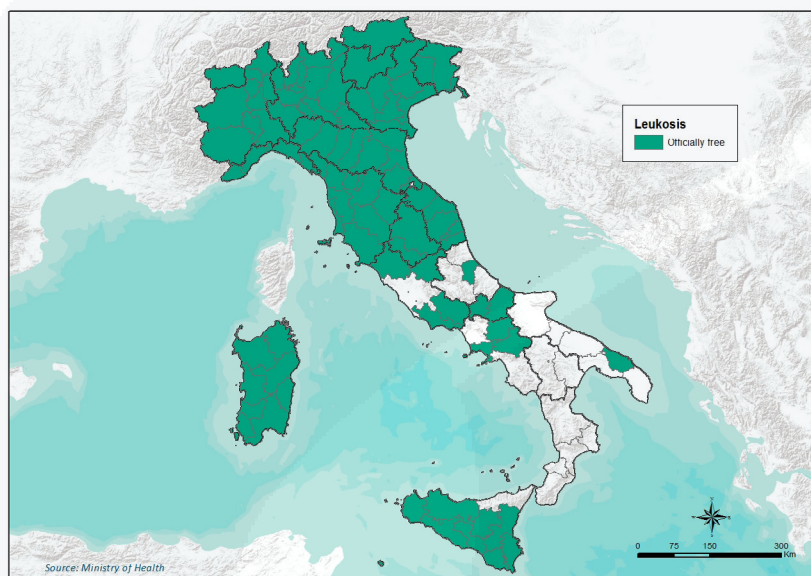 Leukosis
Officially free
N
0 75 150 300
Km
Source: Ministry of Health